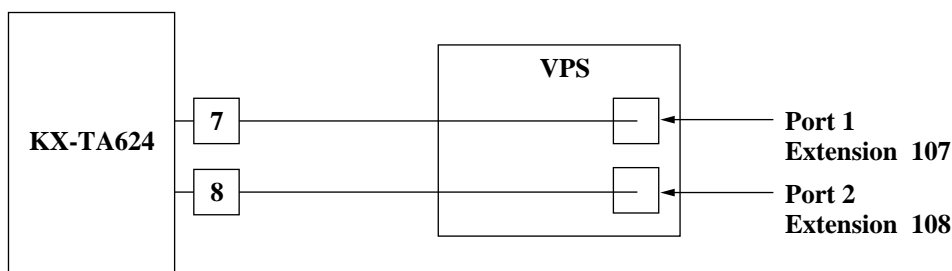 VPS
KX-TA624
7
8
Port 1
Extension 107
Port 2
Extension 108